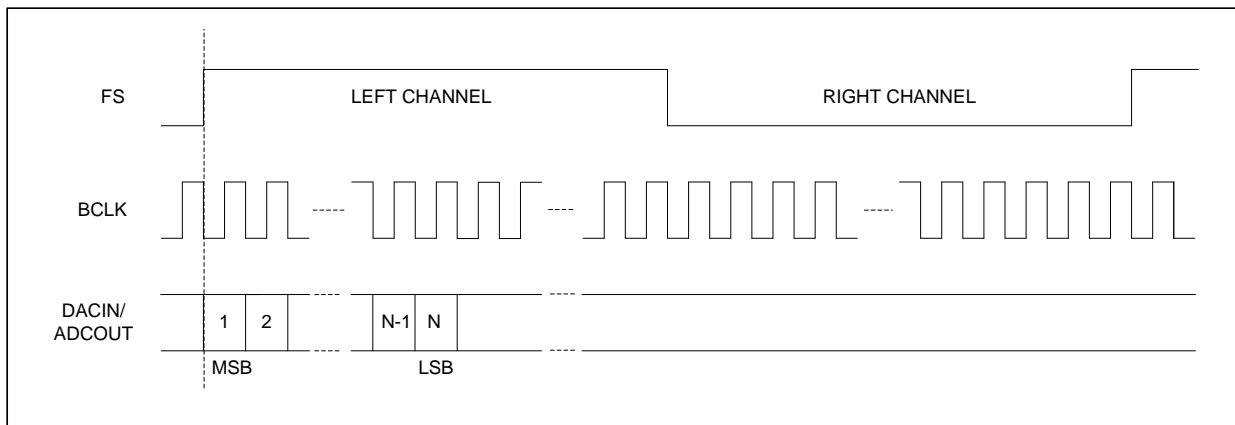 FS
LEFT CHANNEL
RIGHT CHANNEL
BCLK
DACIN/
ADCOUT
1
2
N-1
N
MSB
LSB